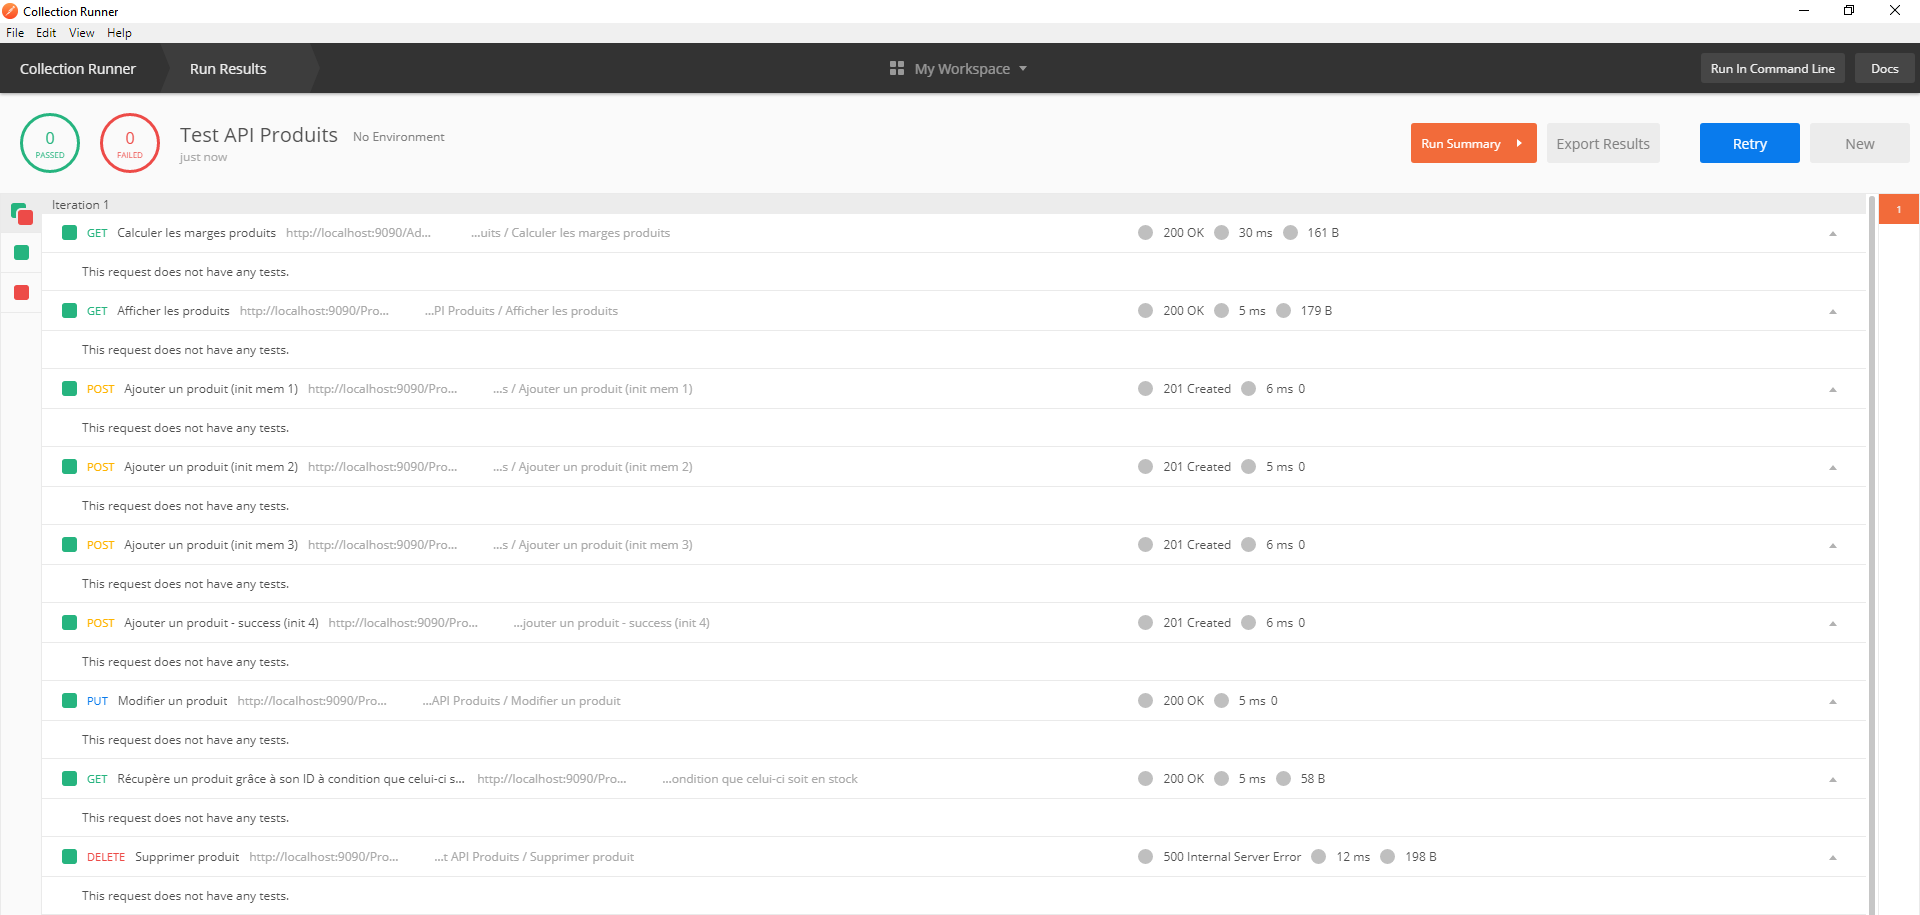 Collection Runner
File Edit View Help
Collection Runner Run Results My Workspace Run In Command Line Docs
0 PASSED 0 FAILED Test API Produits No Environment Run Summary Export Results Retry New
just now
Iteration 1 1
GET Calculer les marges produits http://localhost:9090/Ad... ...uits / Calculer les marges produits 200 OK 30 ms 161 B
This request does not have any tests.
GET Afficher les produits http://localhost:9090/Pro... ...PI Produits / Afficher les produits 200 OK 5 ms 179 B
This request does not have any tests.
POST Ajouter un produit (init mem 1) http://localhost:9090/Pro... ...s / Ajouter un produit (init mem 1) 201 Created 6 ms 0
This request does not have any tests.
POST Ajouter un produit (init mem 2) http://localhost:9090/Pro... ...s / Ajouter un produit (init mem 2) 201 Created 5 ms 0
This request does not have any tests.
POST Ajouter un produit (init mem 3) http://localhost:9090/Pro... ...s / Ajouter un produit (init mem 3) 201 Created 6 ms 0
This request does not have any tests.
POST Ajouter un produit - success (init 4) http://localhost:9090/Pro... ...jouter un produit - success (init 4) 201 Created 6 ms 0
This request does not have any tests.
PUT Modifier un produit http://localhost:9090/Pro... ...API Produits / Modifier un produit 200 OK 5 ms 0
This request does not have any tests.
GET Récupère un produit grâce à son ID à condition que celui-ci s... http://localhost:9090/Pro... ...ondition que celui-ci soit en stock 200 OK 5 ms 58 B
This request does not have any tests.
DELETE Supprimer produit http://localhost:9090/Pro... ...t API Produits / Supprimer produit 500 Internal Server Error 12 ms 198 B
This request does not have any tests.